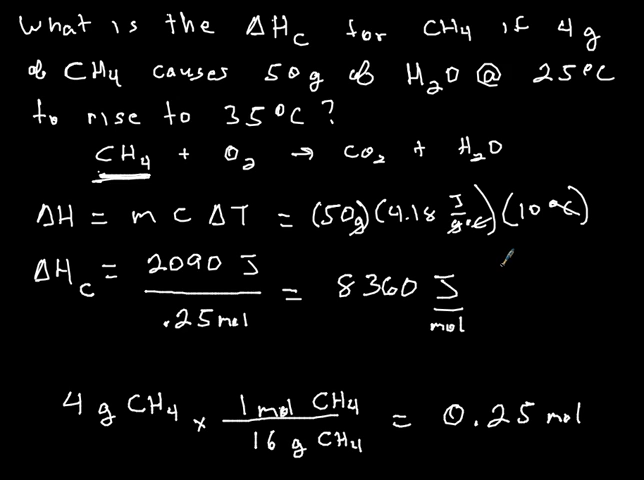 What is the ΔHc for CH₄ if 4g
of CH₄ causes 50g of H₂O @ 25°C
to rise to 35°C?
CH₄ + O₂ → CO₂ + H₂O
ΔH = m C ΔT = (50g)(4.18 J/g·°C)(10°C)
ΔHc = 2090 J / .25 mol = 8360 J/mol
4 g CH₄ × 1 mol CH₄ / 16 g CH₄ = 0.25 mol